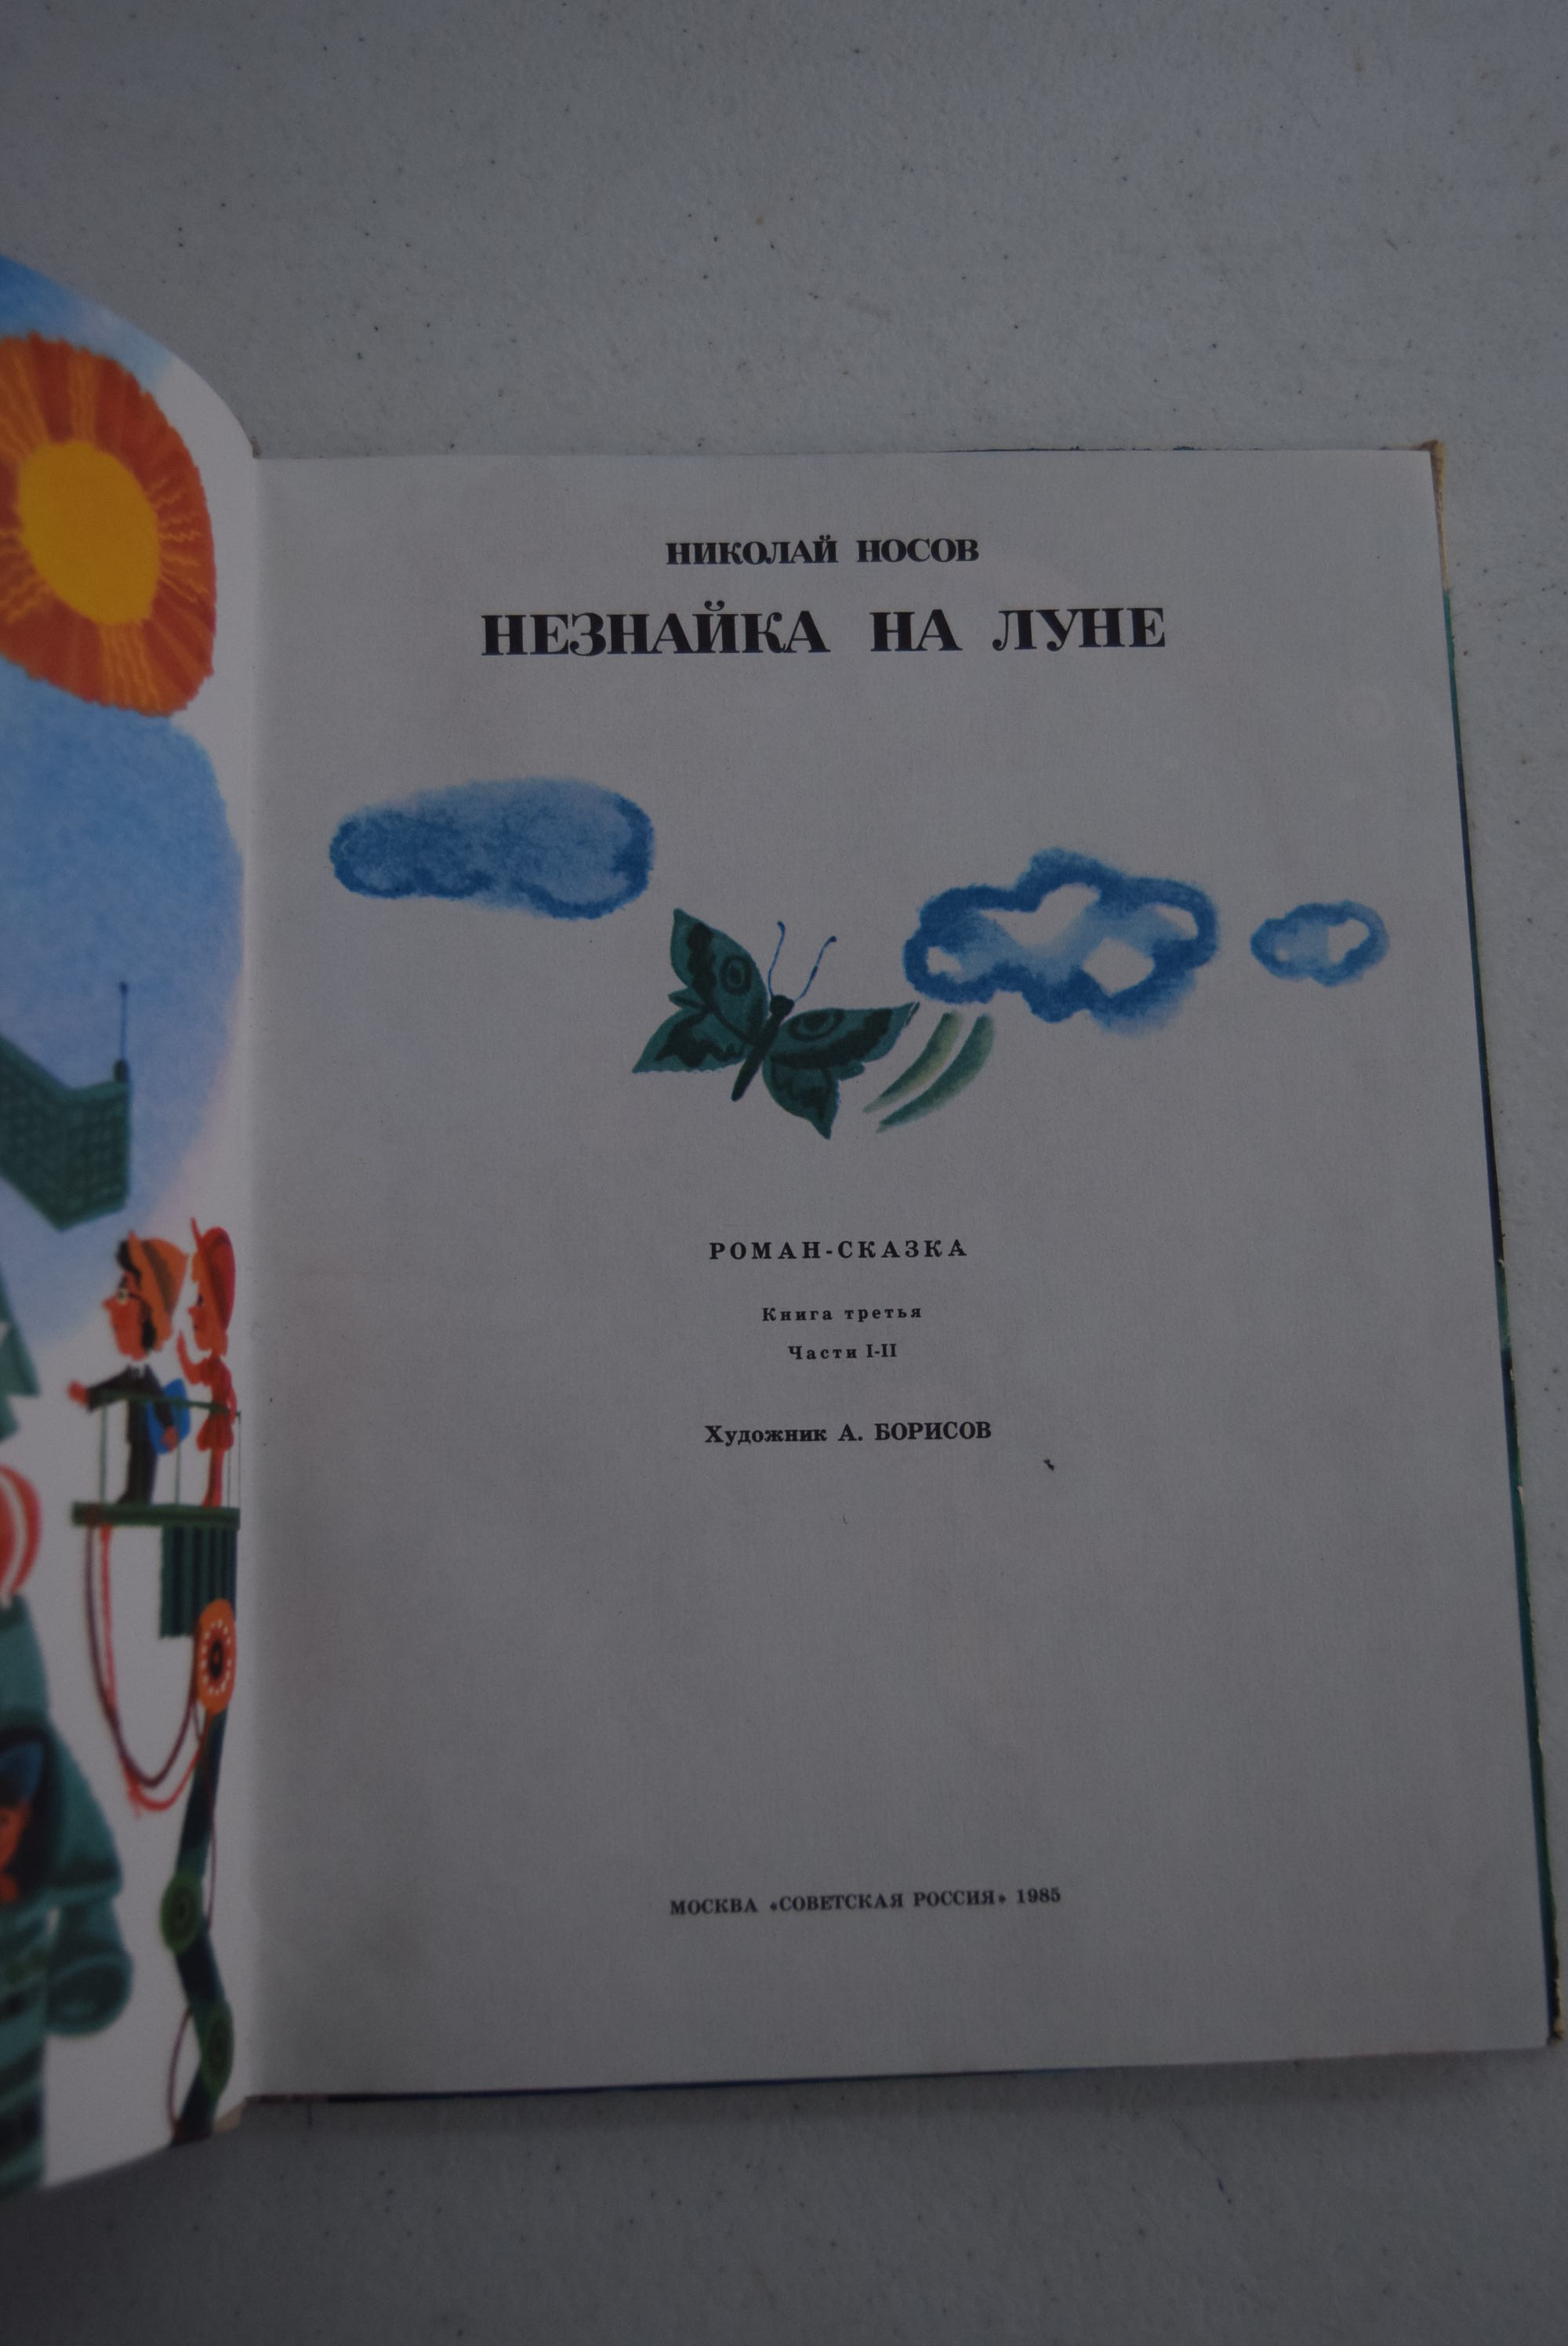 НИКОЛАЙ НОСОВ
НЕЗНАЙКА НА ЛУНЕ
РОМАН-СКАЗКА
Книга третья
Части I-II
Художник А. БОРИСОВ
МОСКВА «СОВЕТСКАЯ РОССИЯ» 1985